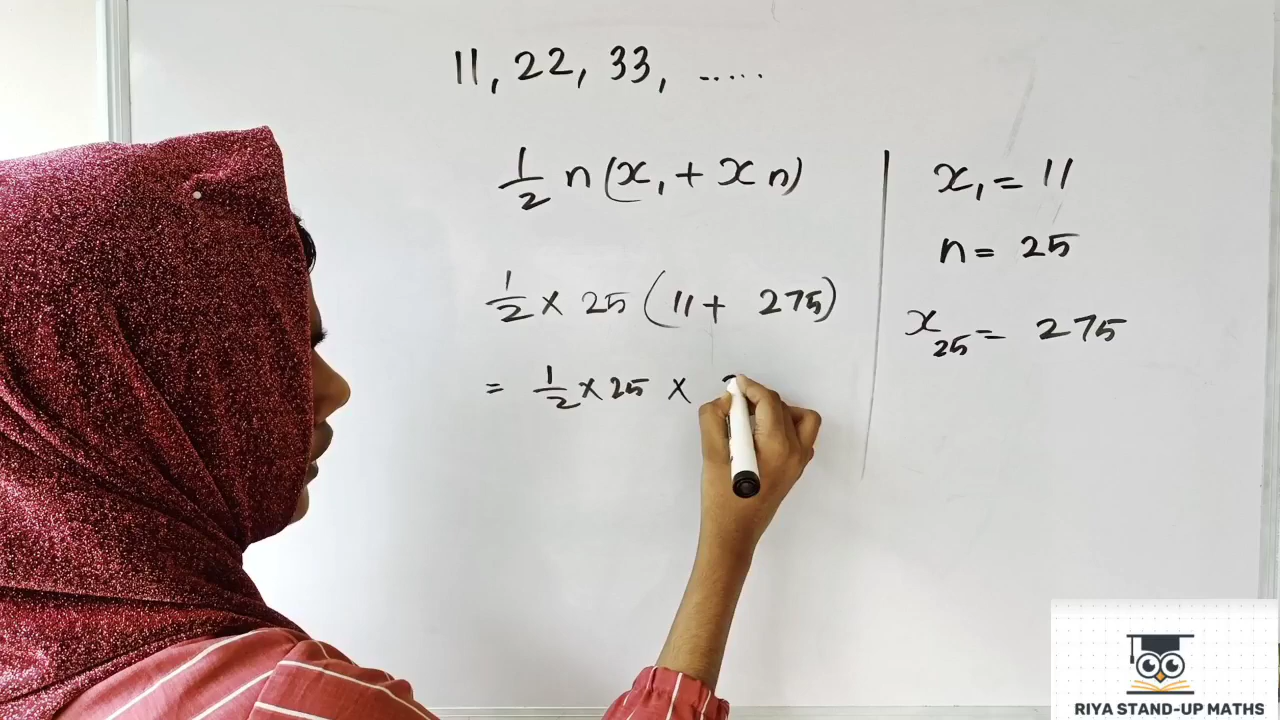 11, 22, 33, .....
1/2 n(x₁ + xn)
x₁ = 11
n = 25
1/2 × 25 (11 + 275)
x₂₅ = 275
= 1/2 × 25 ×
RIYA STAND-UP MATHS